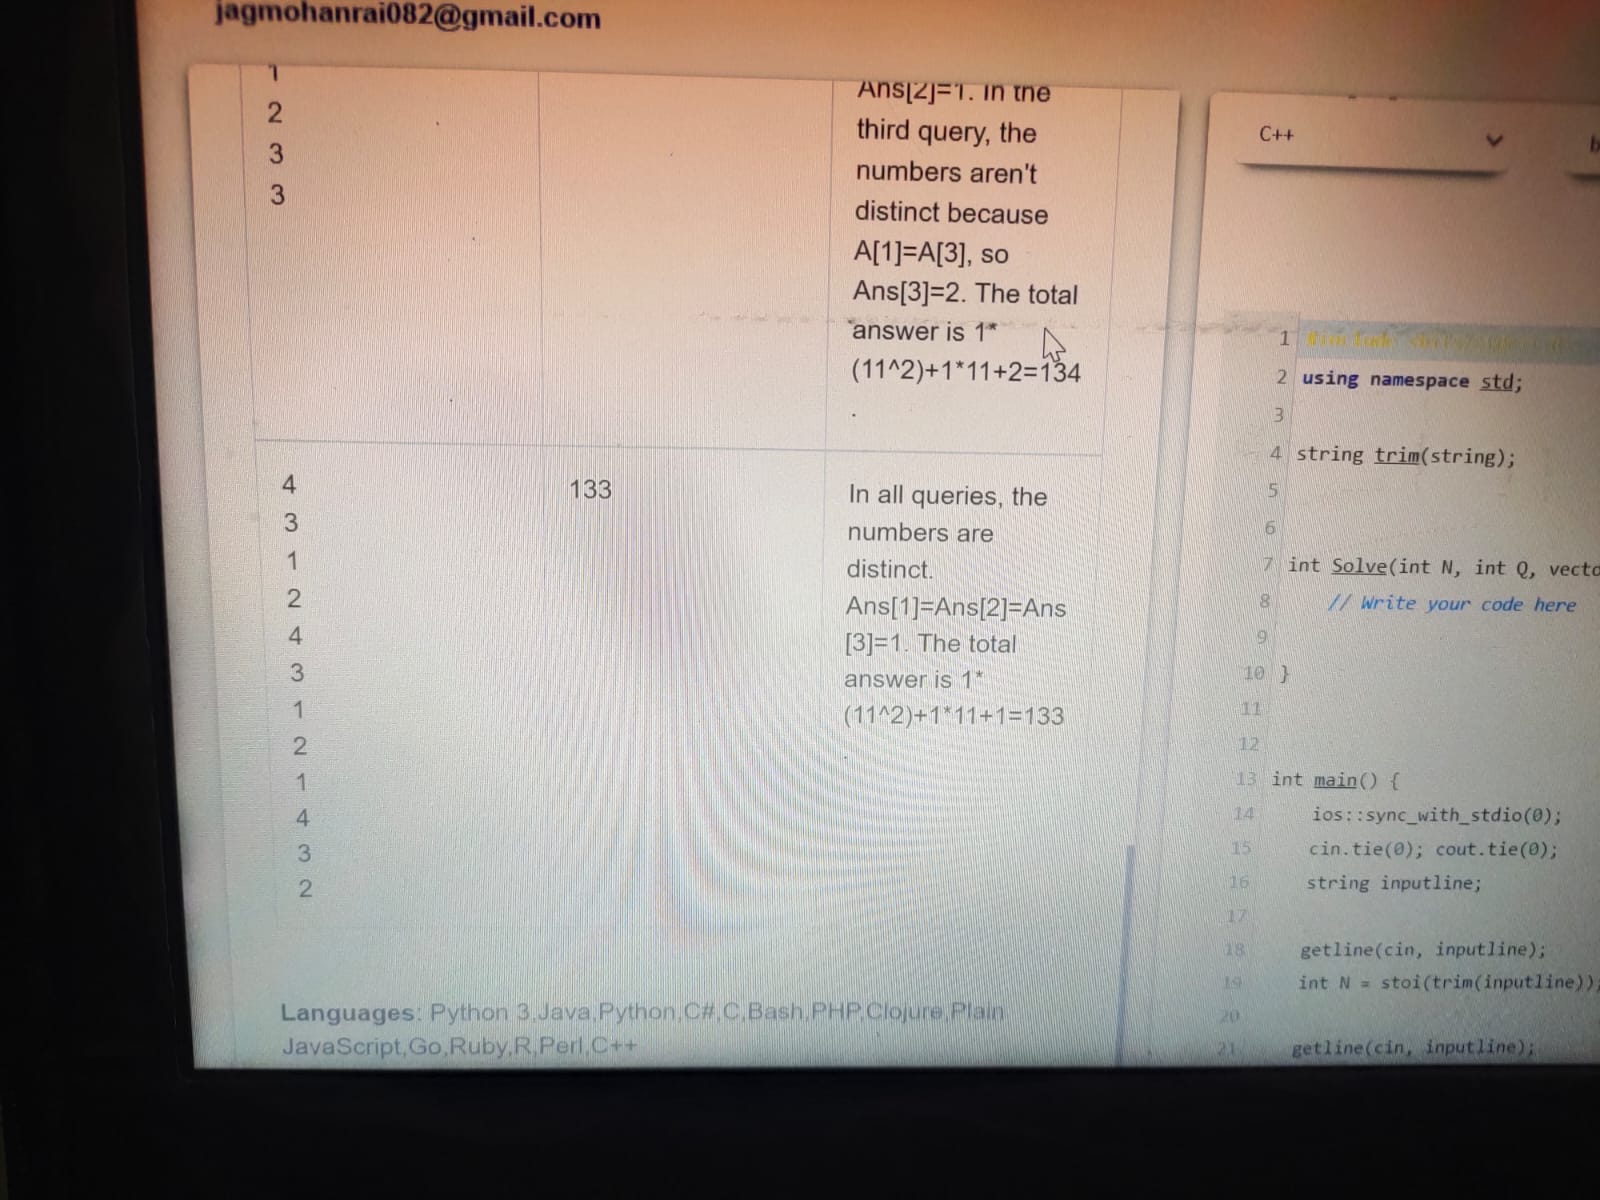 jagmohanrai082@gmail.com
1
2
3
3
Ans[2]=1. In the
third query, the
numbers aren't
distinct because
A[1]=A[3], so
Ans[3]=2. The total
answer is 1*
(11^2)+1*11+2=134
.
4
3
1
2
4
3
1
2
1
4
3
2
133
In all queries, the
numbers are
distinct.
Ans[1]=Ans[2]=Ans
[3]=1. The total
answer is 1*
(11^2)+1*11+1=133
.
Languages: Python 3,Java,Python,C#,C,Bash,PHP,Clojure,Plain
JavaScript,Go,Ruby,R,Perl,C++
C++
1 #include
2 using namespace std;
3
4 string trim(string);
5
6
7 int Solve(int N, int Q, vecto
8 // Write your code here
9
10 }
11
12
13 int main() {
14 ios::sync_with_stdio(0);
15 cin.tie(0); cout.tie(0);
16 string inputline;
17
18 getline(cin, inputline);
19 int N = stoi(trim(inputline));
20
21 getline(cin, inputline);